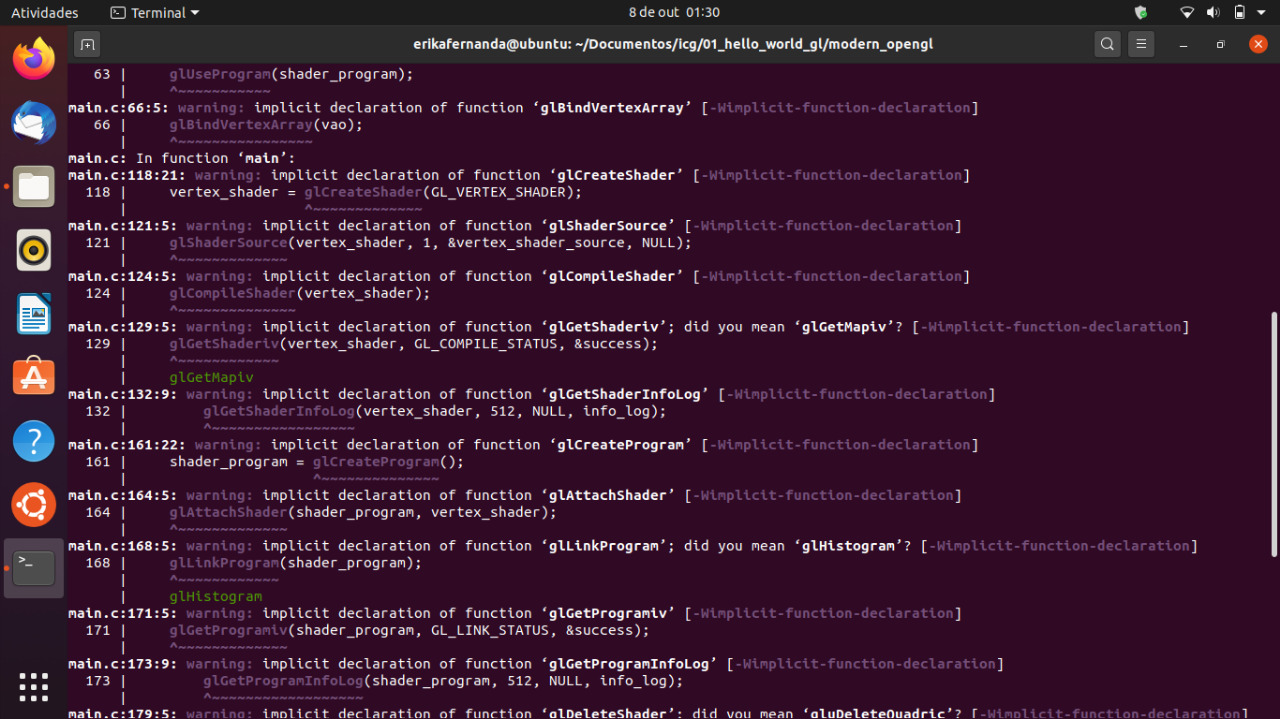 Atividades Terminal 8 de out 01:30
erikafernanda@ubuntu: ~/Documentos/icg/01_hello_world_gl/modern_opengl
63 | glUseProgram(shader_program);
| ^~~~~~~~~~~~
main.c:66:5: warning: implicit declaration of function ‘glBindVertexArray’ [-Wimplicit-function-declaration]
66 | glBindVertexArray(vao);
| ^~~~~~~~~~~~~~~~~
main.c: In function ‘main’:
main.c:118:21: warning: implicit declaration of function ‘glCreateShader’ [-Wimplicit-function-declaration]
118 | vertex_shader = glCreateShader(GL_VERTEX_SHADER);
| ^~~~~~~~~~~~~~
main.c:121:5: warning: implicit declaration of function ‘glShaderSource’ [-Wimplicit-function-declaration]
121 | glShaderSource(vertex_shader, 1, &vertex_shader_source, NULL);
| ^~~~~~~~~~~~~~
main.c:124:5: warning: implicit declaration of function ‘glCompileShader’ [-Wimplicit-function-declaration]
124 | glCompileShader(vertex_shader);
| ^~~~~~~~~~~~~~~
main.c:129:5: warning: implicit declaration of function ‘glGetShaderiv’; did you mean ‘glGetMapiv’? [-Wimplicit-function-declaration]
129 | glGetShaderiv(vertex_shader, GL_COMPILE_STATUS, &success);
| ^~~~~~~~~~~~~
| glGetMapiv
main.c:132:9: warning: implicit declaration of function ‘glGetShaderInfoLog’ [-Wimplicit-function-declaration]
132 | glGetShaderInfoLog(vertex_shader, 512, NULL, info_log);
| ^~~~~~~~~~~~~~~~~~
main.c:161:22: warning: implicit declaration of function ‘glCreateProgram’ [-Wimplicit-function-declaration]
161 | shader_program = glCreateProgram();
| ^~~~~~~~~~~~~~~
main.c:164:5: warning: implicit declaration of function ‘glAttachShader’ [-Wimplicit-function-declaration]
164 | glAttachShader(shader_program, vertex_shader);
| ^~~~~~~~~~~~~~
main.c:168:5: warning: implicit declaration of function ‘glLinkProgram’; did you mean ‘glHistogram’? [-Wimplicit-function-declaration]
168 | glLinkProgram(shader_program);
| ^~~~~~~~~~~~~
| glHistogram
main.c:171:5: warning: implicit declaration of function ‘glGetProgramiv’ [-Wimplicit-function-declaration]
171 | glGetProgramiv(shader_program, GL_LINK_STATUS, &success);
| ^~~~~~~~~~~~~~
main.c:173:9: warning: implicit declaration of function ‘glGetProgramInfoLog’ [-Wimplicit-function-declaration]
173 | glGetProgramInfoLog(shader_program, 512, NULL, info_log);
| ^~~~~~~~~~~~~~~~~~~
main.c:179:5: warning: implicit declaration of function ‘glDeleteShader’; did you mean ‘gluDeleteQuadric’? [-Wimplicit-function-declaration]